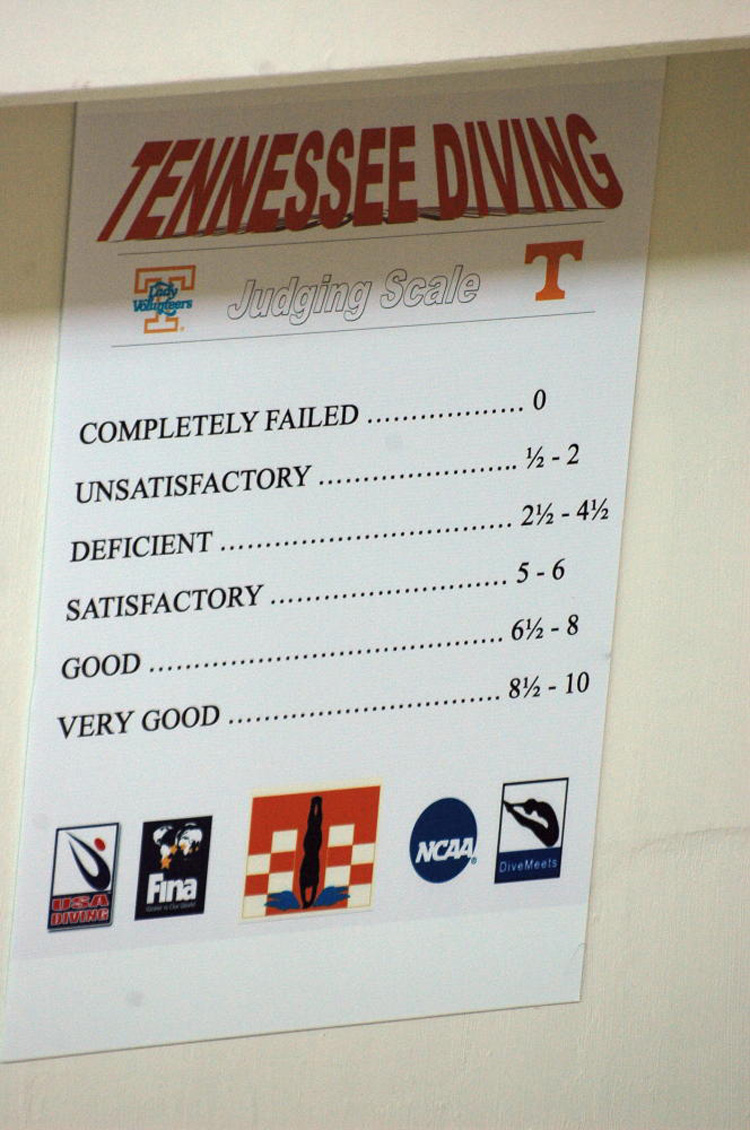 TENNESSEE DIVING
Lady
Volunteers
Judging Scale
T
COMPLETELY FAILED .................. 0
UNSATISFACTORY ...................... ½ - 2
DEFICIENT ................................. 2½ - 4½
SATISFACTORY ........................... 5 - 6
GOOD ........................................ 6½ - 8
VERY GOOD ............................... 8½ - 10
USA
DIVING
Fina
NCAA
DiveMeets